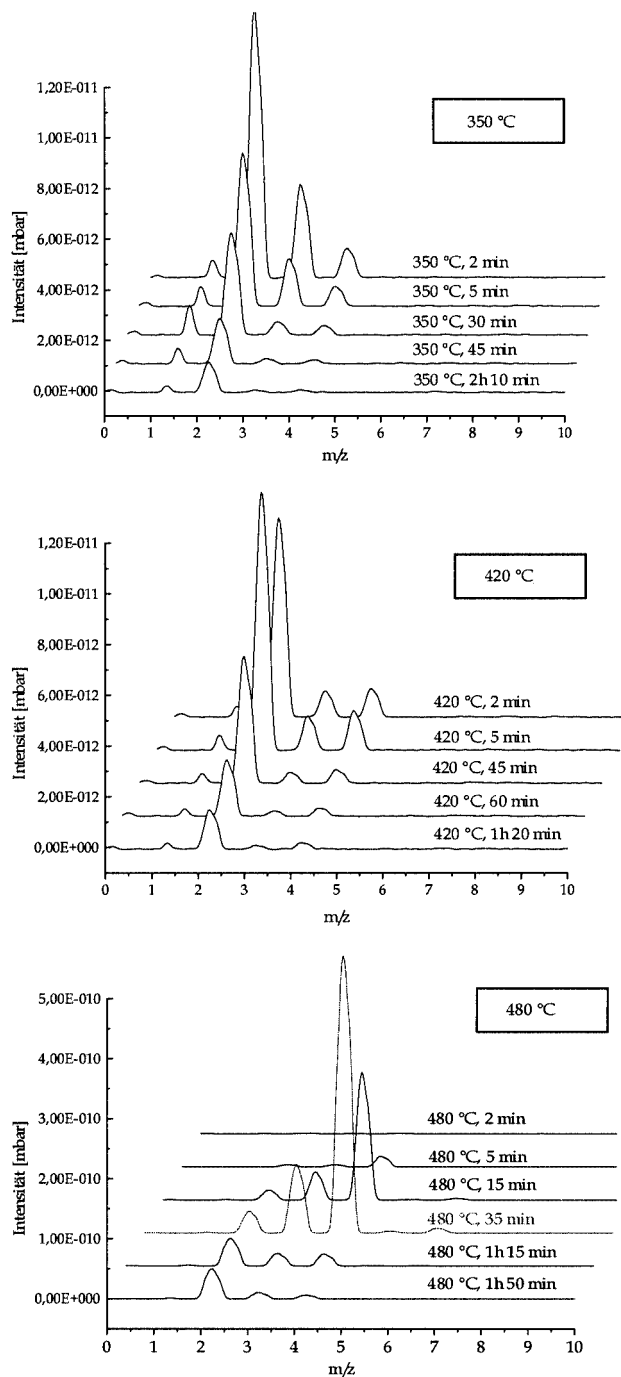 1,20E-011
1,00E-011
8,00E-012
6,00E-012
4,00E-012
2,00E-012
0,00E+000
Intensität [mbar]
350 °C
350 °C, 2 min
350 °C, 5 min
350 °C, 30 min
350 °C, 45 min
350 °C, 2h 10 min
0 1 2 3 4 5 6 7 8 9 10
m/z
1,20E-011
1,00E-011
8,00E-012
6,00E-012
4,00E-012
2,00E-012
0,00E+000
Intensität [mbar]
420 °C
420 °C, 2 min
420 °C, 5 min
420 °C, 45 min
420 °C, 60 min
420 °C, 1h 20 min
0 1 2 3 4 5 6 7 8 9 10
m/z
5,00E-010
4,00E-010
3,00E-010
2,00E-010
1,00E-010
0,00E+000
Intensität [mbar]
480 °C
480 °C, 2 min
480 °C, 5 min
480 °C, 15 min
480 °C, 35 min
480 °C, 1h 15 min
480 °C, 1h 50 min
0 1 2 3 4 5 6 7 8 9 10
m/z